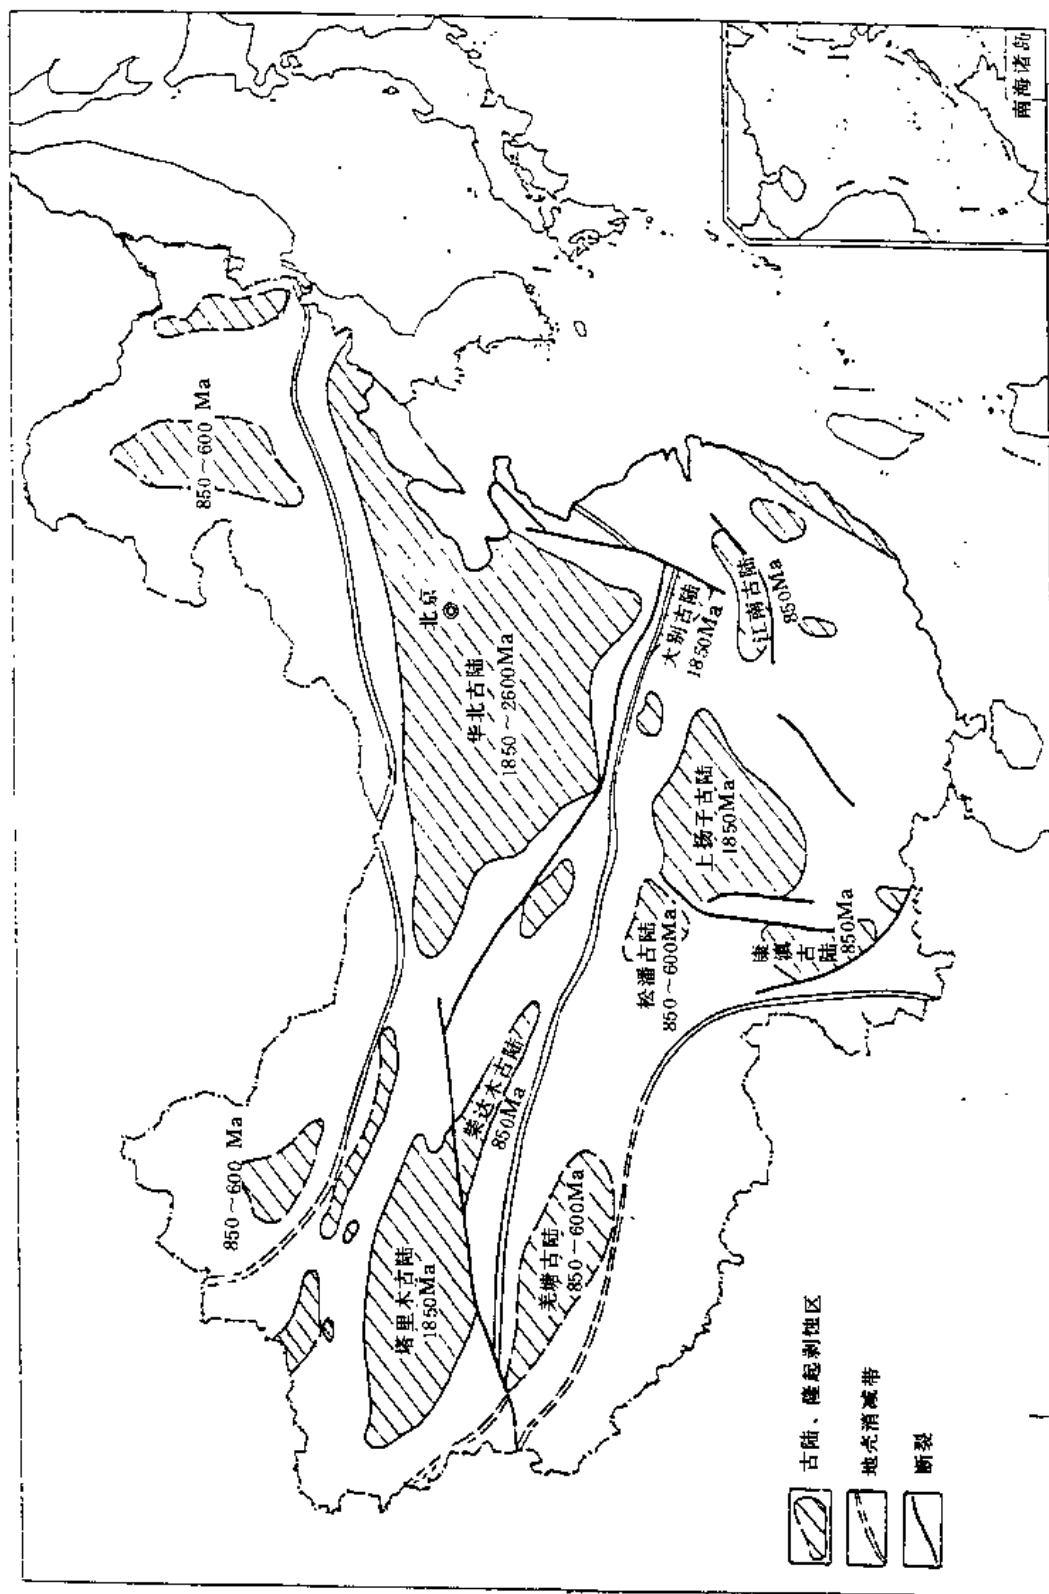 850~600 Ma
850~600 Ma
北京
华北古陆
1850~2600Ma
塔里木古陆
1850Ma
柴达木古陆
850Ma
羌塘古陆
850~600Ma
松潘古陆
850~600Ma
上扬子古陆
1850Ma
大别古陆
1850Ma
江南古陆
850Ma
康滇
古陆
850Ma
南海诸岛
古陆、隆起剥蚀区
地壳消减带
断裂